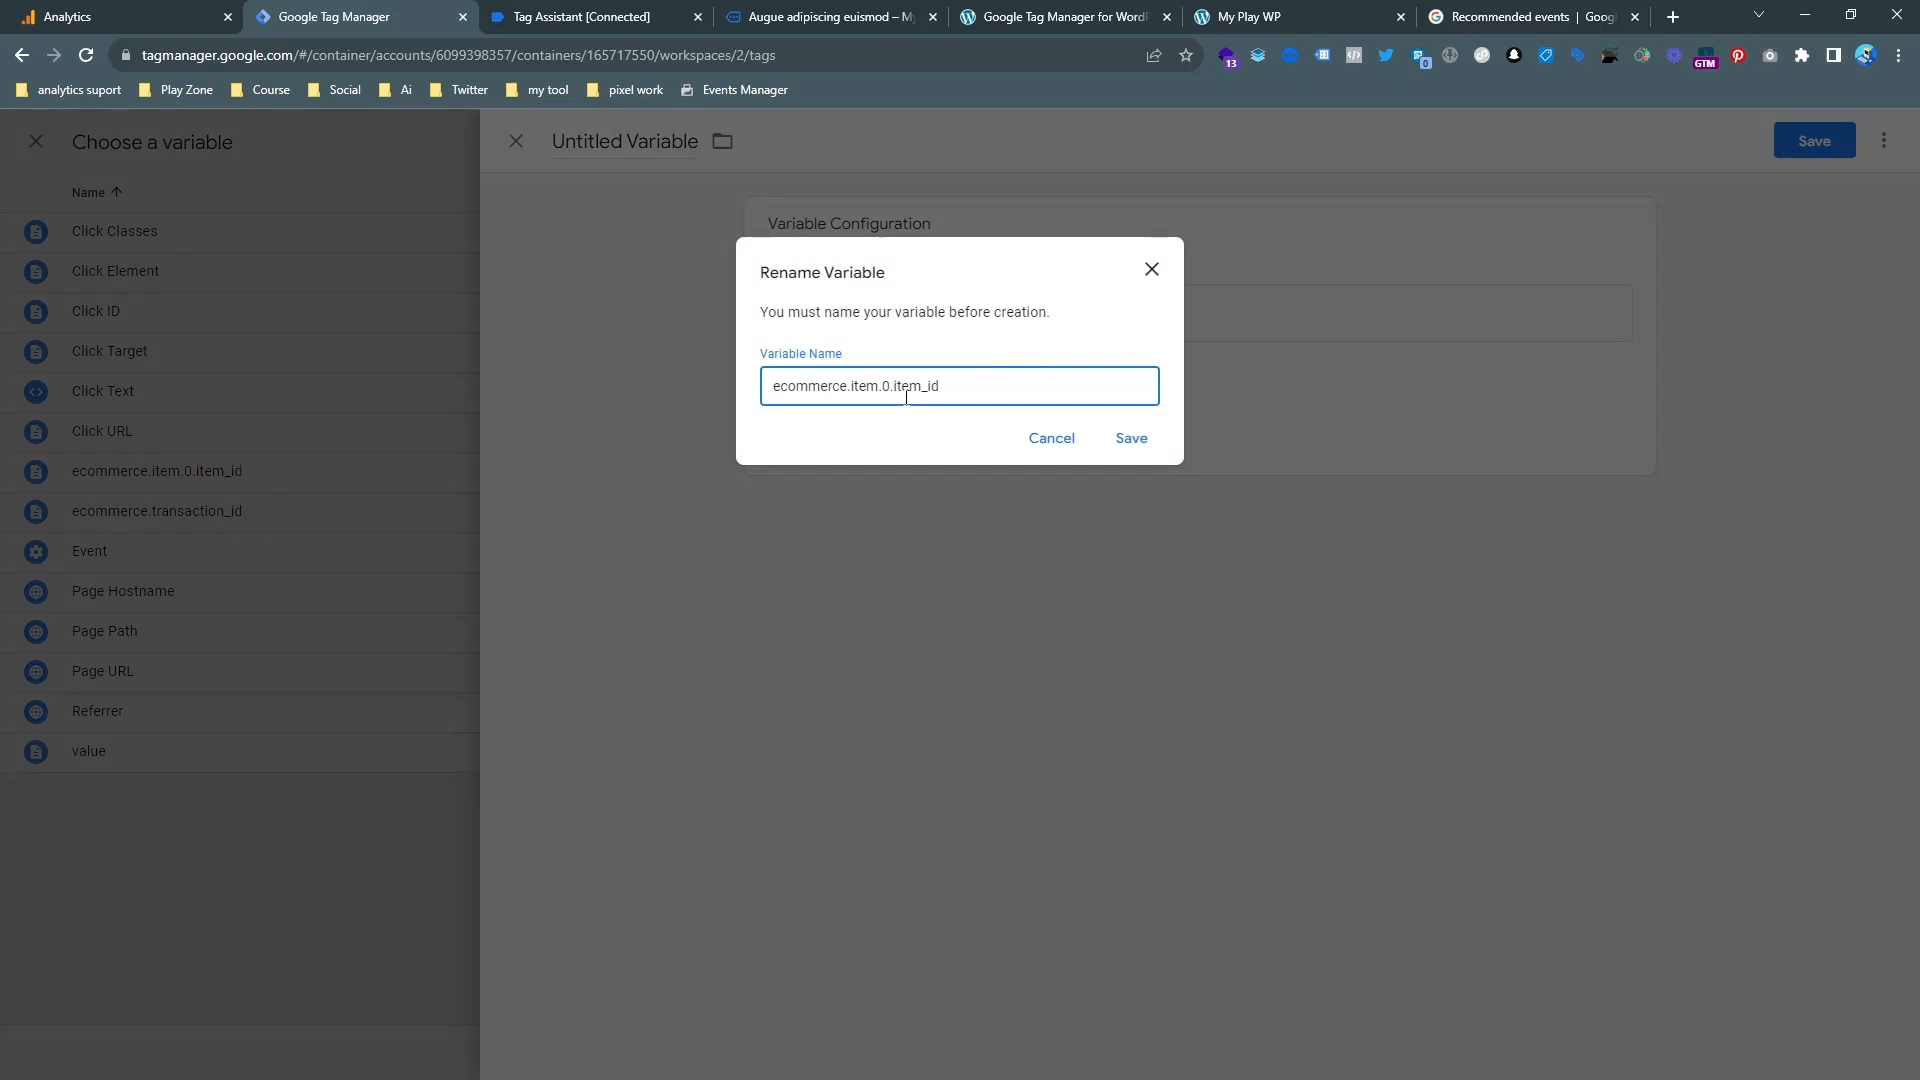 Analytics
Google Tag Manager
Tag Assistant [Connected]
Augue adipiscing euismod – My
Google Tag Manager for WordP
My Play WP
Recommended events | Goog
tagmanager.google.com/#/container/accounts/6099398357/containers/165717550/workspaces/2/tags
13
0
GTM
analytics suport
Play Zone
Course
Social
Ai
Twitter
my tool
pixel work
Events Manager
Choose a variable
Untitled Variable
Save
Name
Click Classes
Click Element
Click ID
Click Target
Click Text
Click URL
ecommerce.item.0.item_id
ecommerce.transaction_id
Event
Page Hostname
Page Path
Page URL
Referrer
value
Variable Configuration
Rename Variable
You must name your variable before creation.
Variable Name
ecommerce.item.0.item_id
Cancel
Save